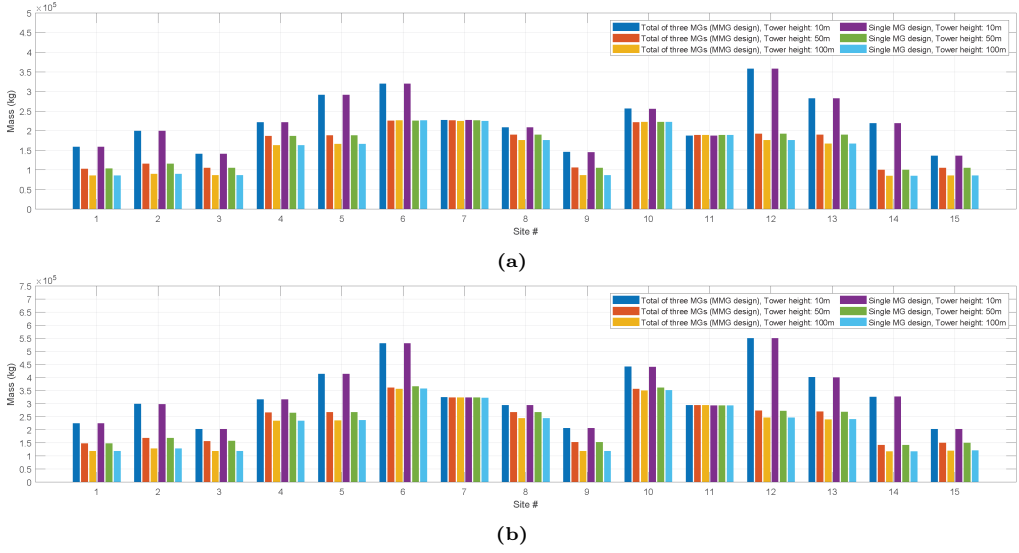 ×10⁵
5
4.5
4
3.5
3
2.5
2
1.5
1
0.5
0
Mass (kg)
Total of three MGs (MMG design), Tower height: 10m
Single MG design, Tower height: 10m
Total of three MGs (MMG design), Tower height: 50m
Single MG design, Tower height: 50m
Total of three MGs (MMG design), Tower height: 100m
Single MG design, Tower height: 100m
1 2 3 4 5 6 7 8 9 10 11 12 13 14 15
Site #
(a)
×10⁵
7.5
7
6.5
6
5.5
5
4.5
4
3.5
3
2.5
2
1.5
1
0.5
0
Mass (kg)
Total of three MGs (MMG design), Tower height: 10m
Single MG design, Tower height: 10m
Total of three MGs (MMG design), Tower height: 50m
Single MG design, Tower height: 50m
Total of three MGs (MMG design), Tower height: 100m
Single MG design, Tower height: 100m
1 2 3 4 5 6 7 8 9 10 11 12 13 14 15
Site #
(b)